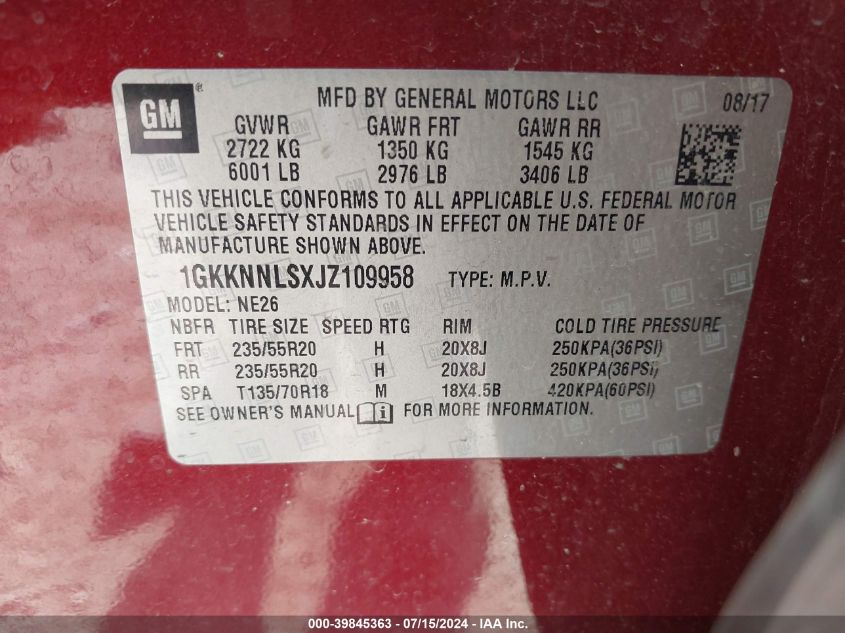 GM
MFD BY GENERAL MOTORS LLC 08/17
GVWR GAWR FRT GAWR RR
2722 KG 1350 KG 1545 KG
6001 LB 2976 LB 3406 LB
THIS VEHICLE CONFORMS TO ALL APPLICABLE U.S. FEDERAL MOTOR
VEHICLE SAFETY STANDARDS IN EFFECT ON THE DATE OF
MANUFACTURE SHOWN ABOVE.
1GKKNNLSXJZ109958 TYPE: M.P.V.
MODEL: NE26
NBFR TIRE SIZE SPEED RTG RIM COLD TIRE PRESSURE
FRT 235/55R20 H 20X8J 250KPA(36PSI)
RR 235/55R20 H 20X8J 250KPA(36PSI)
SPA T135/70R18 M 18X4.5B 420KPA(60PSI)
SEE OWNER'S MANUAL i FOR MORE INFORMATION.
000-39845363 - 07/15/2024 - IAA Inc.